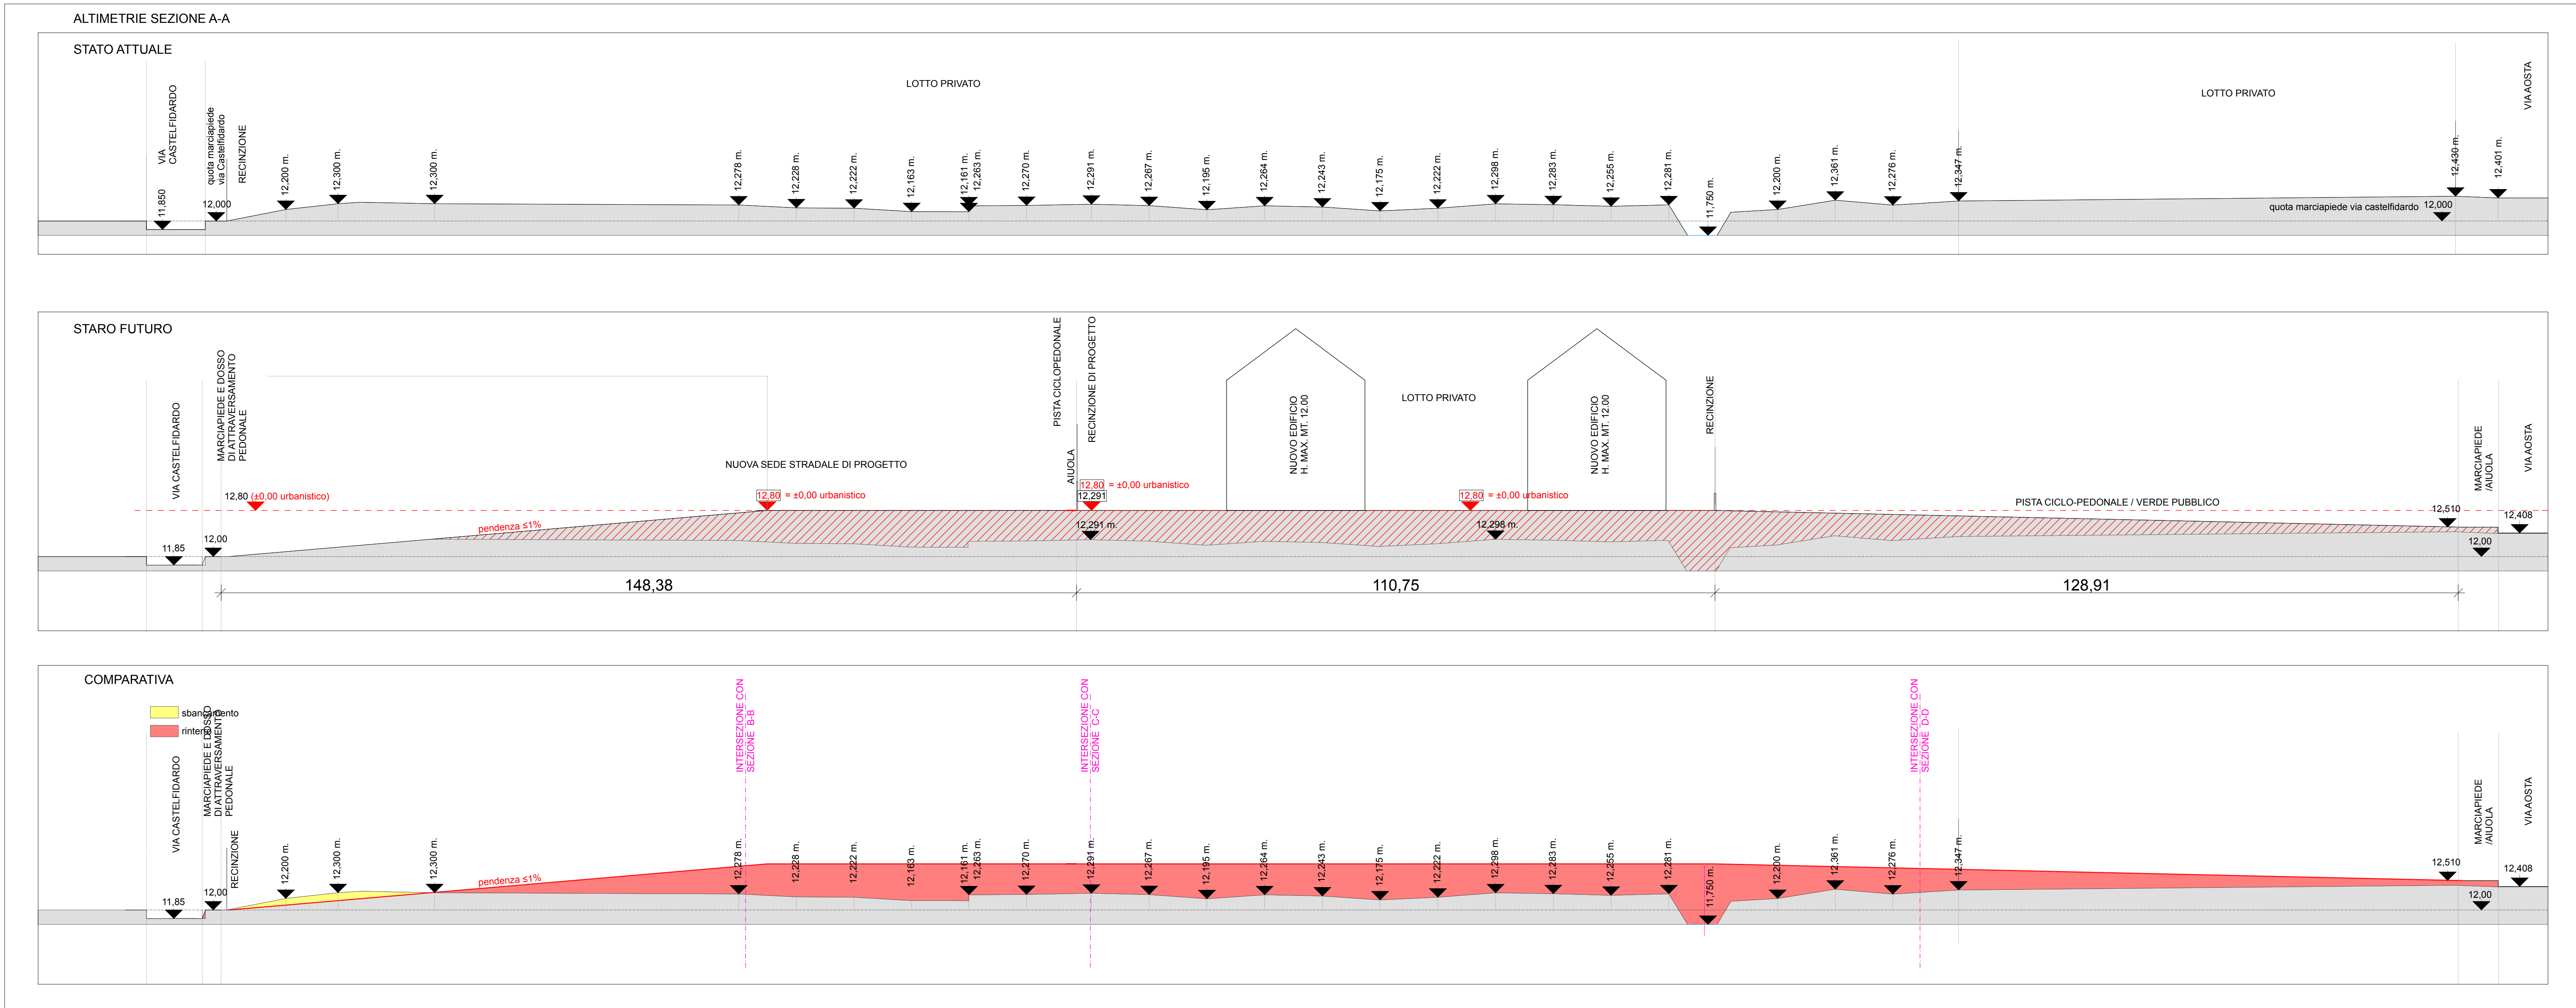 ALTIMETRIE SEZIONE A-A
STATO ATTUALE
LOTTO PRIVATO
LOTTO PRIVATO
VIA
CASTELFIDARDO
quota marciapiede
via Castelfidardo
RECINZIONE
VIA AOSTA
11,850
12,000
12,200 m.
12,300 m.
12,300 m.
12,278 m.
12,228 m.
12,222 m.
12,163 m.
12,161 m.
12,263 m.
12,270 m.
12,291 m.
12,267 m.
12,195 m.
12,264 m.
12,243 m.
12,175 m.
12,222 m.
12,298 m.
12,283 m.
12,255 m.
12,281 m.
11,750 m.
12,200 m.
12,361 m.
12,276 m.
12,347 m.
12,430 m.
12,401 m.
quota marciapiede via castelfidardo
12,000
STARO FUTURO
VIA CASTELFIDARDO
MARCIAPIEDE E DOSSO
DI ATTRAVERSAMENTO
PEDONALE
12,80 (±0,00 urbanistico)
11,85
12,00
pendenza ≤1%
NUOVA SEDE STRADALE DI PROGETTO
12,80 = ±0,00 urbanistico
PISTA CICLOPEDONALE
AIUOLA
RECINZIONE DI PROGETTO
12,80 = ±0,00 urbanistico
12,291
12,291 m.
NUOVO EDIFICIO
H. MAX. MT. 12.00
LOTTO PRIVATO
12,80 = ±0,00 urbanistico
12,298 m.
NUOVO EDIFICIO
H. MAX. MT. 12.00
RECINZIONE
PISTA CICLO-PEDONALE / VERDE PUBBLICO
12,510
MARCIAPIEDE
/AIUOLA
VIA AOSTA
12,408
12,00
148,38
110,75
128,91
COMPARATIVA
sbancamento
rinterro
VIA CASTELFIDARDO
MARCIAPIEDE E DOSSO
DI ATTRAVERSAMENTO
PEDONALE
RECINZIONE
11,85
12,00
12,200 m.
12,300 m.
12,300 m.
pendenza ≤1%
INTERSEZIONE CON
SEZIONE B-B
12,278 m.
12,228 m.
12,222 m.
12,163 m.
12,161 m.
12,263 m.
12,270 m.
INTERSEZIONE CON
SEZIONE C-C
12,291 m.
12,267 m.
12,195 m.
12,264 m.
12,243 m.
12,175 m.
12,222 m.
12,298 m.
12,283 m.
12,255 m.
12,281 m.
11,750 m.
12,200 m.
12,361 m.
12,276 m.
INTERSEZIONE CON
SEZIONE D-D
12,347 m.
12,510
MARCIAPIEDE
/AIUOLA
VIA AOSTA
12,408
12,00